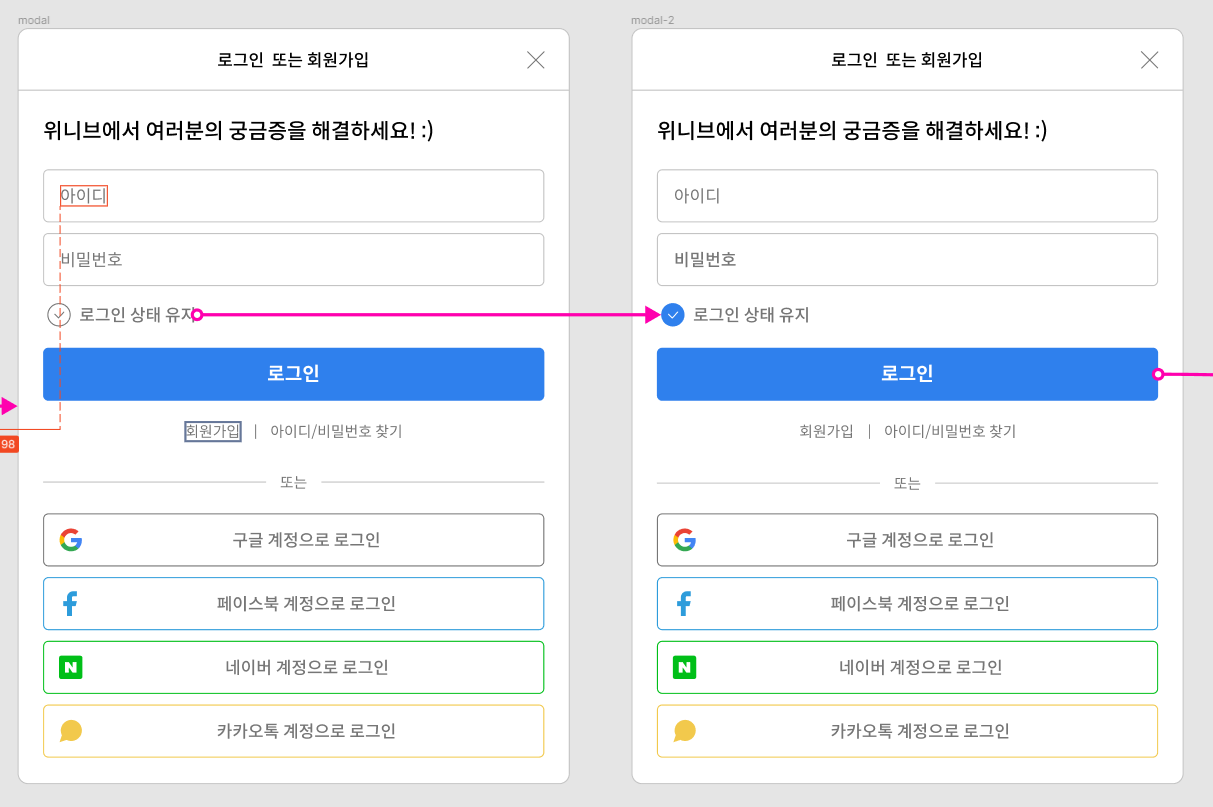 modal
로그인 또는 회원가입
위니브에서 여러분의 궁금증을 해결하세요! :)
아이디
비밀번호
로그인 상태 유지
로그인
회원가입 | 아이디/비밀번호 찾기
98
또는
G 구글 계정으로 로그인
f 페이스북 계정으로 로그인
N 네이버 계정으로 로그인
카카오톡 계정으로 로그인
modal-2
로그인 또는 회원가입
위니브에서 여러분의 궁금증을 해결하세요! :)
아이디
비밀번호
로그인 상태 유지
로그인
회원가입 | 아이디/비밀번호 찾기
또는
G 구글 계정으로 로그인
f 페이스북 계정으로 로그인
N 네이버 계정으로 로그인
카카오톡 계정으로 로그인